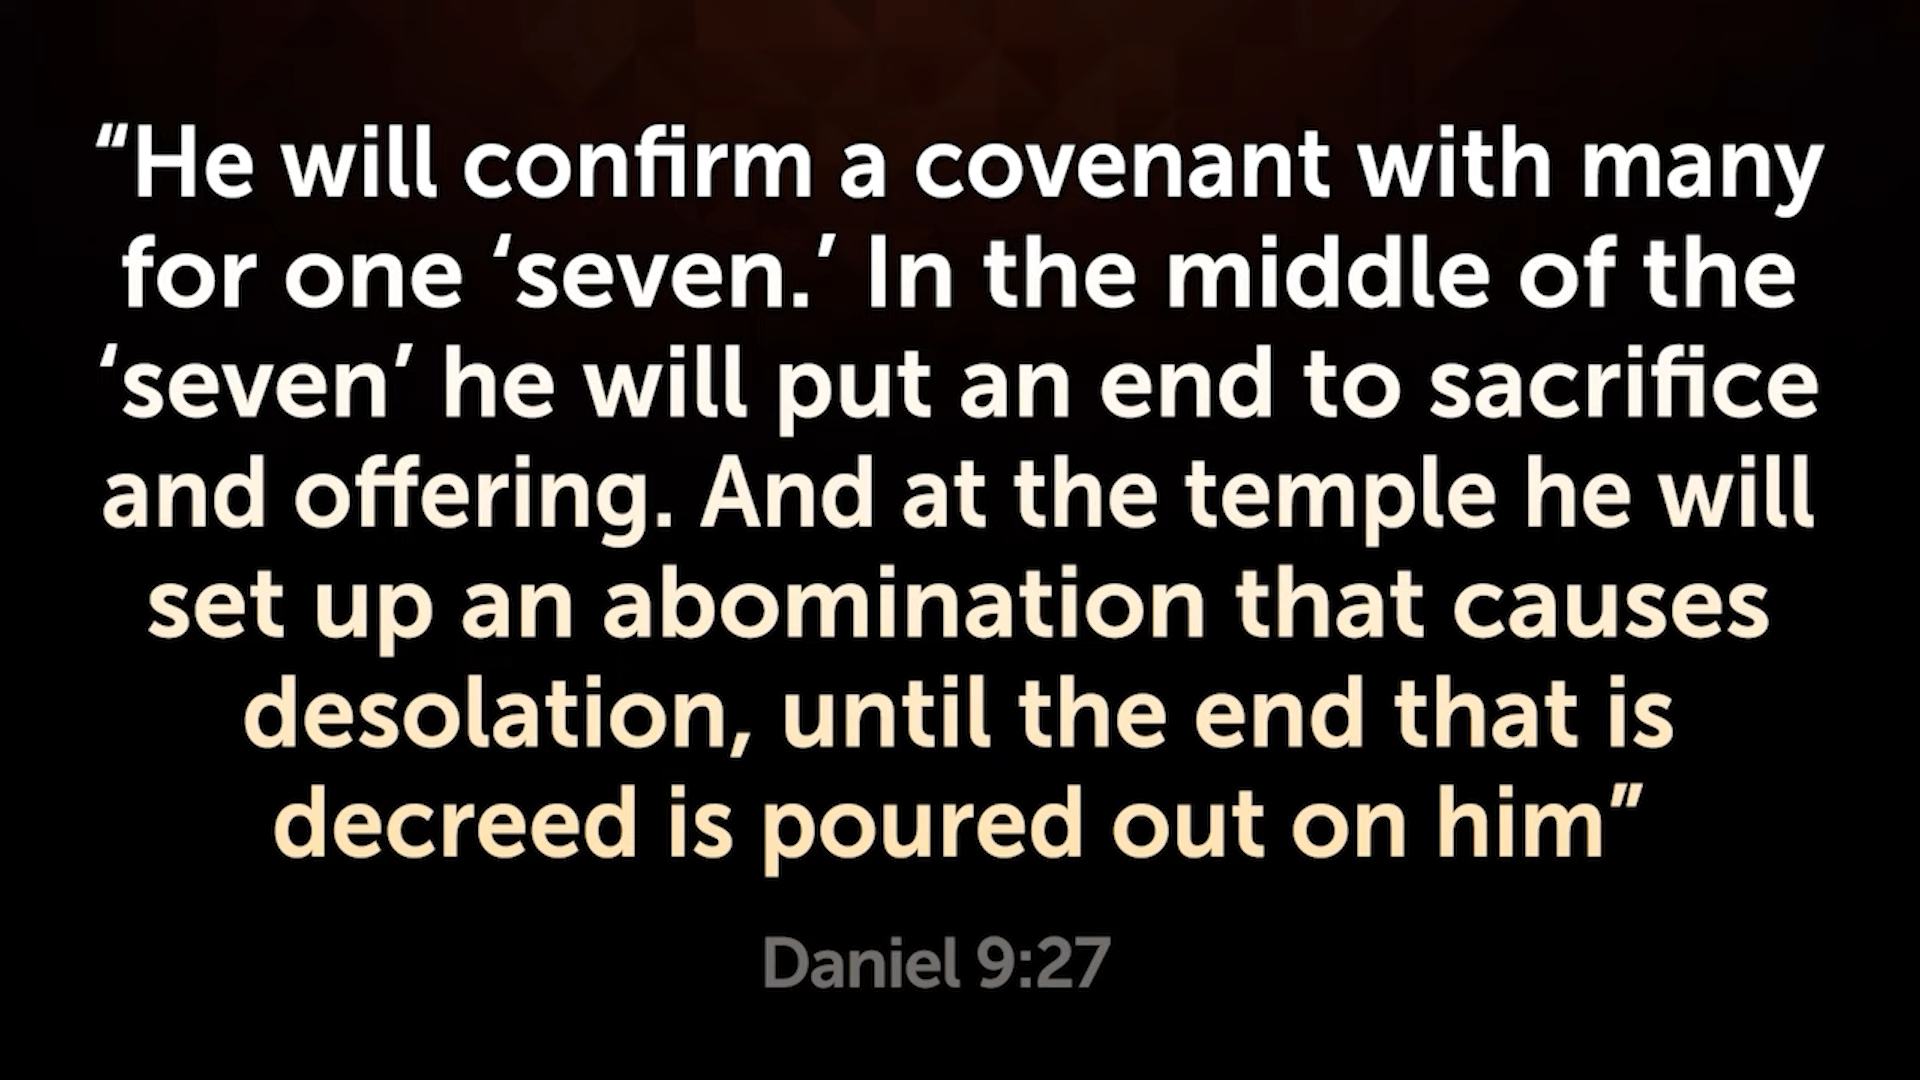 “He will confirm a covenant with many
for one ‘seven.’ In the middle of the
‘seven’ he will put an end to sacrifice
and offering. And at the temple he will
set up an abomination that causes
desolation, until the end that is
decreed is poured out on him”
Daniel 9:27